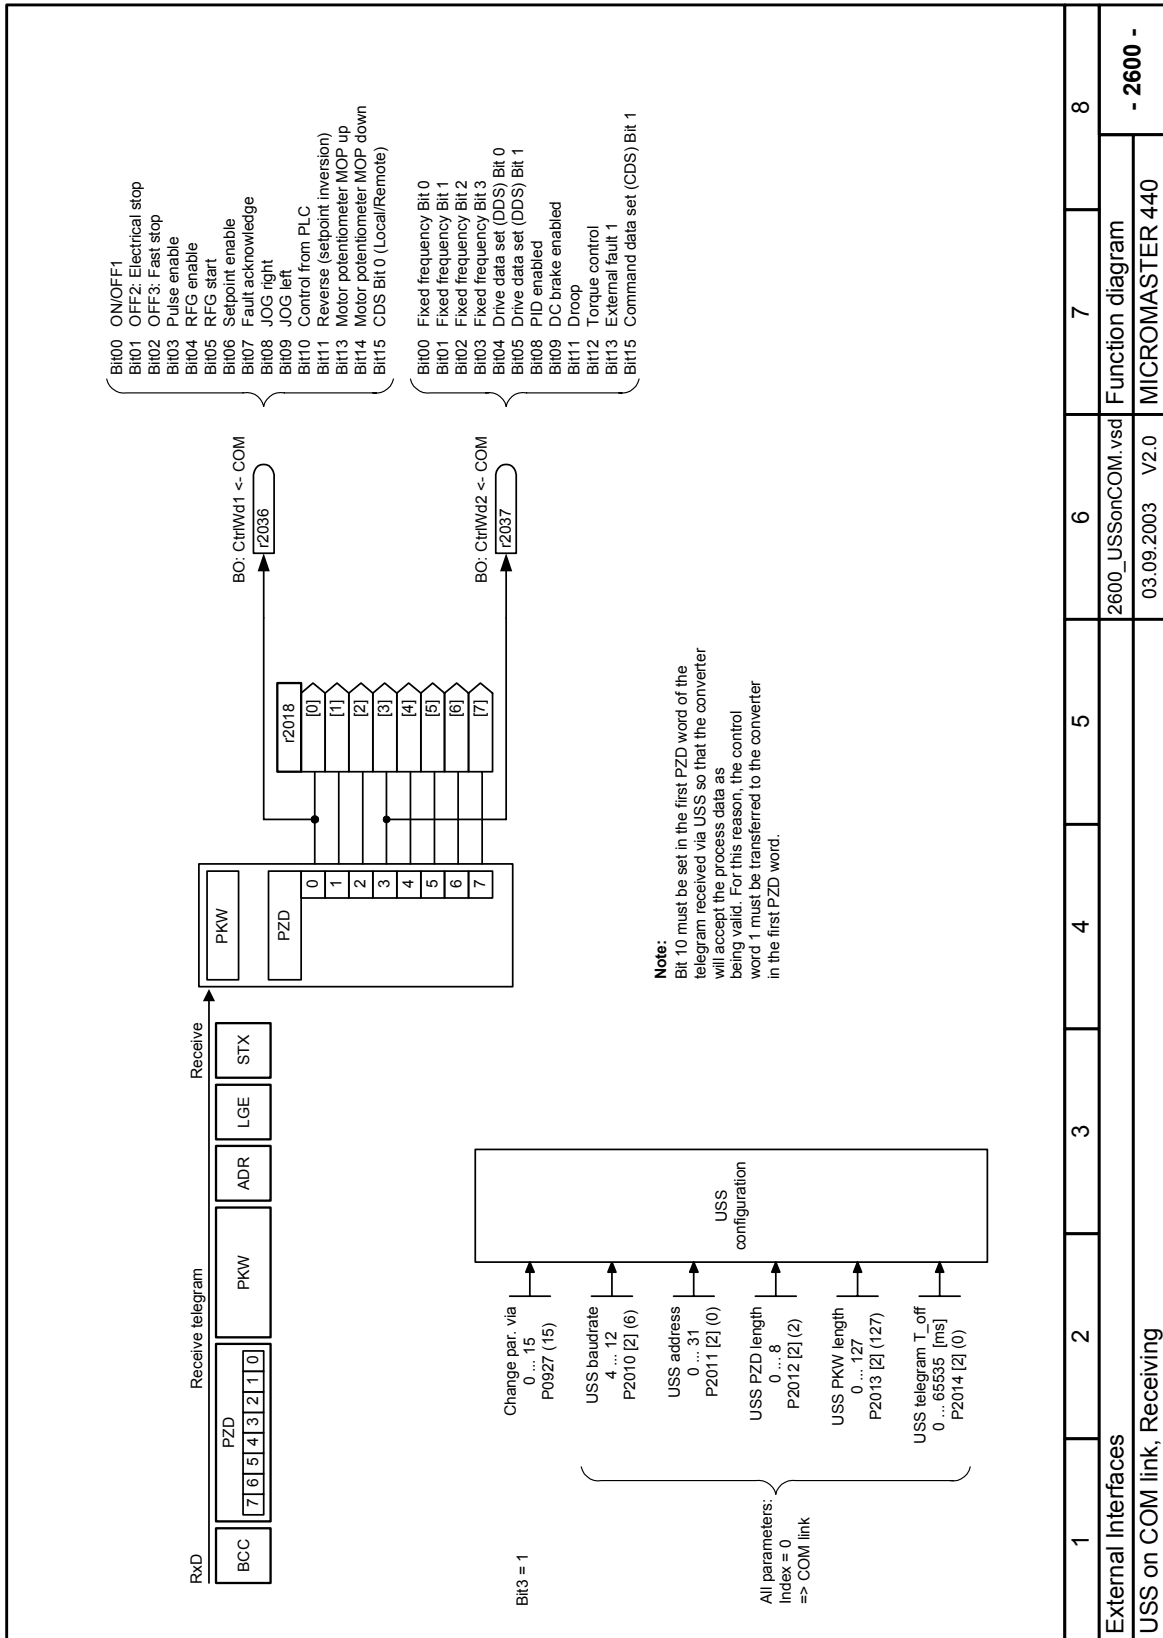 RxD
Receive telegram
Receive
BCC
PZD
7 6 5 4 3 2 1 0
PKW
ADR
LGE
STX
PKW
PZD
0
1
2
3
4
5
6
7
r2018
[0]
[1]
[2]
[3]
[4]
[5]
[6]
[7]
BO: CtrlWd1 <- COM
r2036
BO: CtrlWd2 <- COM
r2037
Bit00 ON/OFF1
Bit01 OFF2: Electrical stop
Bit02 OFF3: Fast stop
Bit03 Pulse enable
Bit04 RFG enable
Bit05 RFG start
Bit06 Setpoint enable
Bit07 Fault acknowledge
Bit08 JOG right
Bit09 JOG left
Bit10 Control from PLC
Bit11 Reverse (setpoint inversion)
Bit13 Motor potentiometer MOP up
Bit14 Motor potentiometer MOP down
Bit15 CDS Bit 0 (Local/Remote)
Bit00 Fixed frequency Bit 0
Bit01 Fixed frequency Bit 1
Bit02 Fixed frequency Bit 2
Bit03 Fixed frequency Bit 3
Bit04 Drive data set (DDS) Bit 0
Bit05 Drive data set (DDS) Bit 1
Bit08 PID enabled
Bit09 DC brake enabled
Bit11 Droop
Bit12 Torque control
Bit13 External fault 1
Bit15 Command data set (CDS) Bit 1
Bit3 = 1
Change par. via
0 ... 15
P0927 (15)
USS baudrate
4 ... 12
P2010 [2] (6)
USS address
0 ... 31
P2011 [2] (0)
USS PZD length
0 ... 8
P2012 [2] (2)
USS PKW length
0 ... 127
P2013 [2] (127)
USS telegram T_off
0 ... 65535 [ms]
P2014 [2] (0)
All parameters:
Index = 0
=> COM link
USS
configuration
Note:
Bit 10 must be set in the first PZD word of the
telegram received via USS so that the converter
will accept the process data as
being valid. For this reason, the control
word 1 must be transferred to the converter
in the first PZD word.
1 2 3 4 5 6 7 8
External Interfaces
2600_USSonCOM.vsd
Function diagram
- 2600 -
USS on COM link, Receiving
03.09.2003 V2.0
MICROMASTER 440